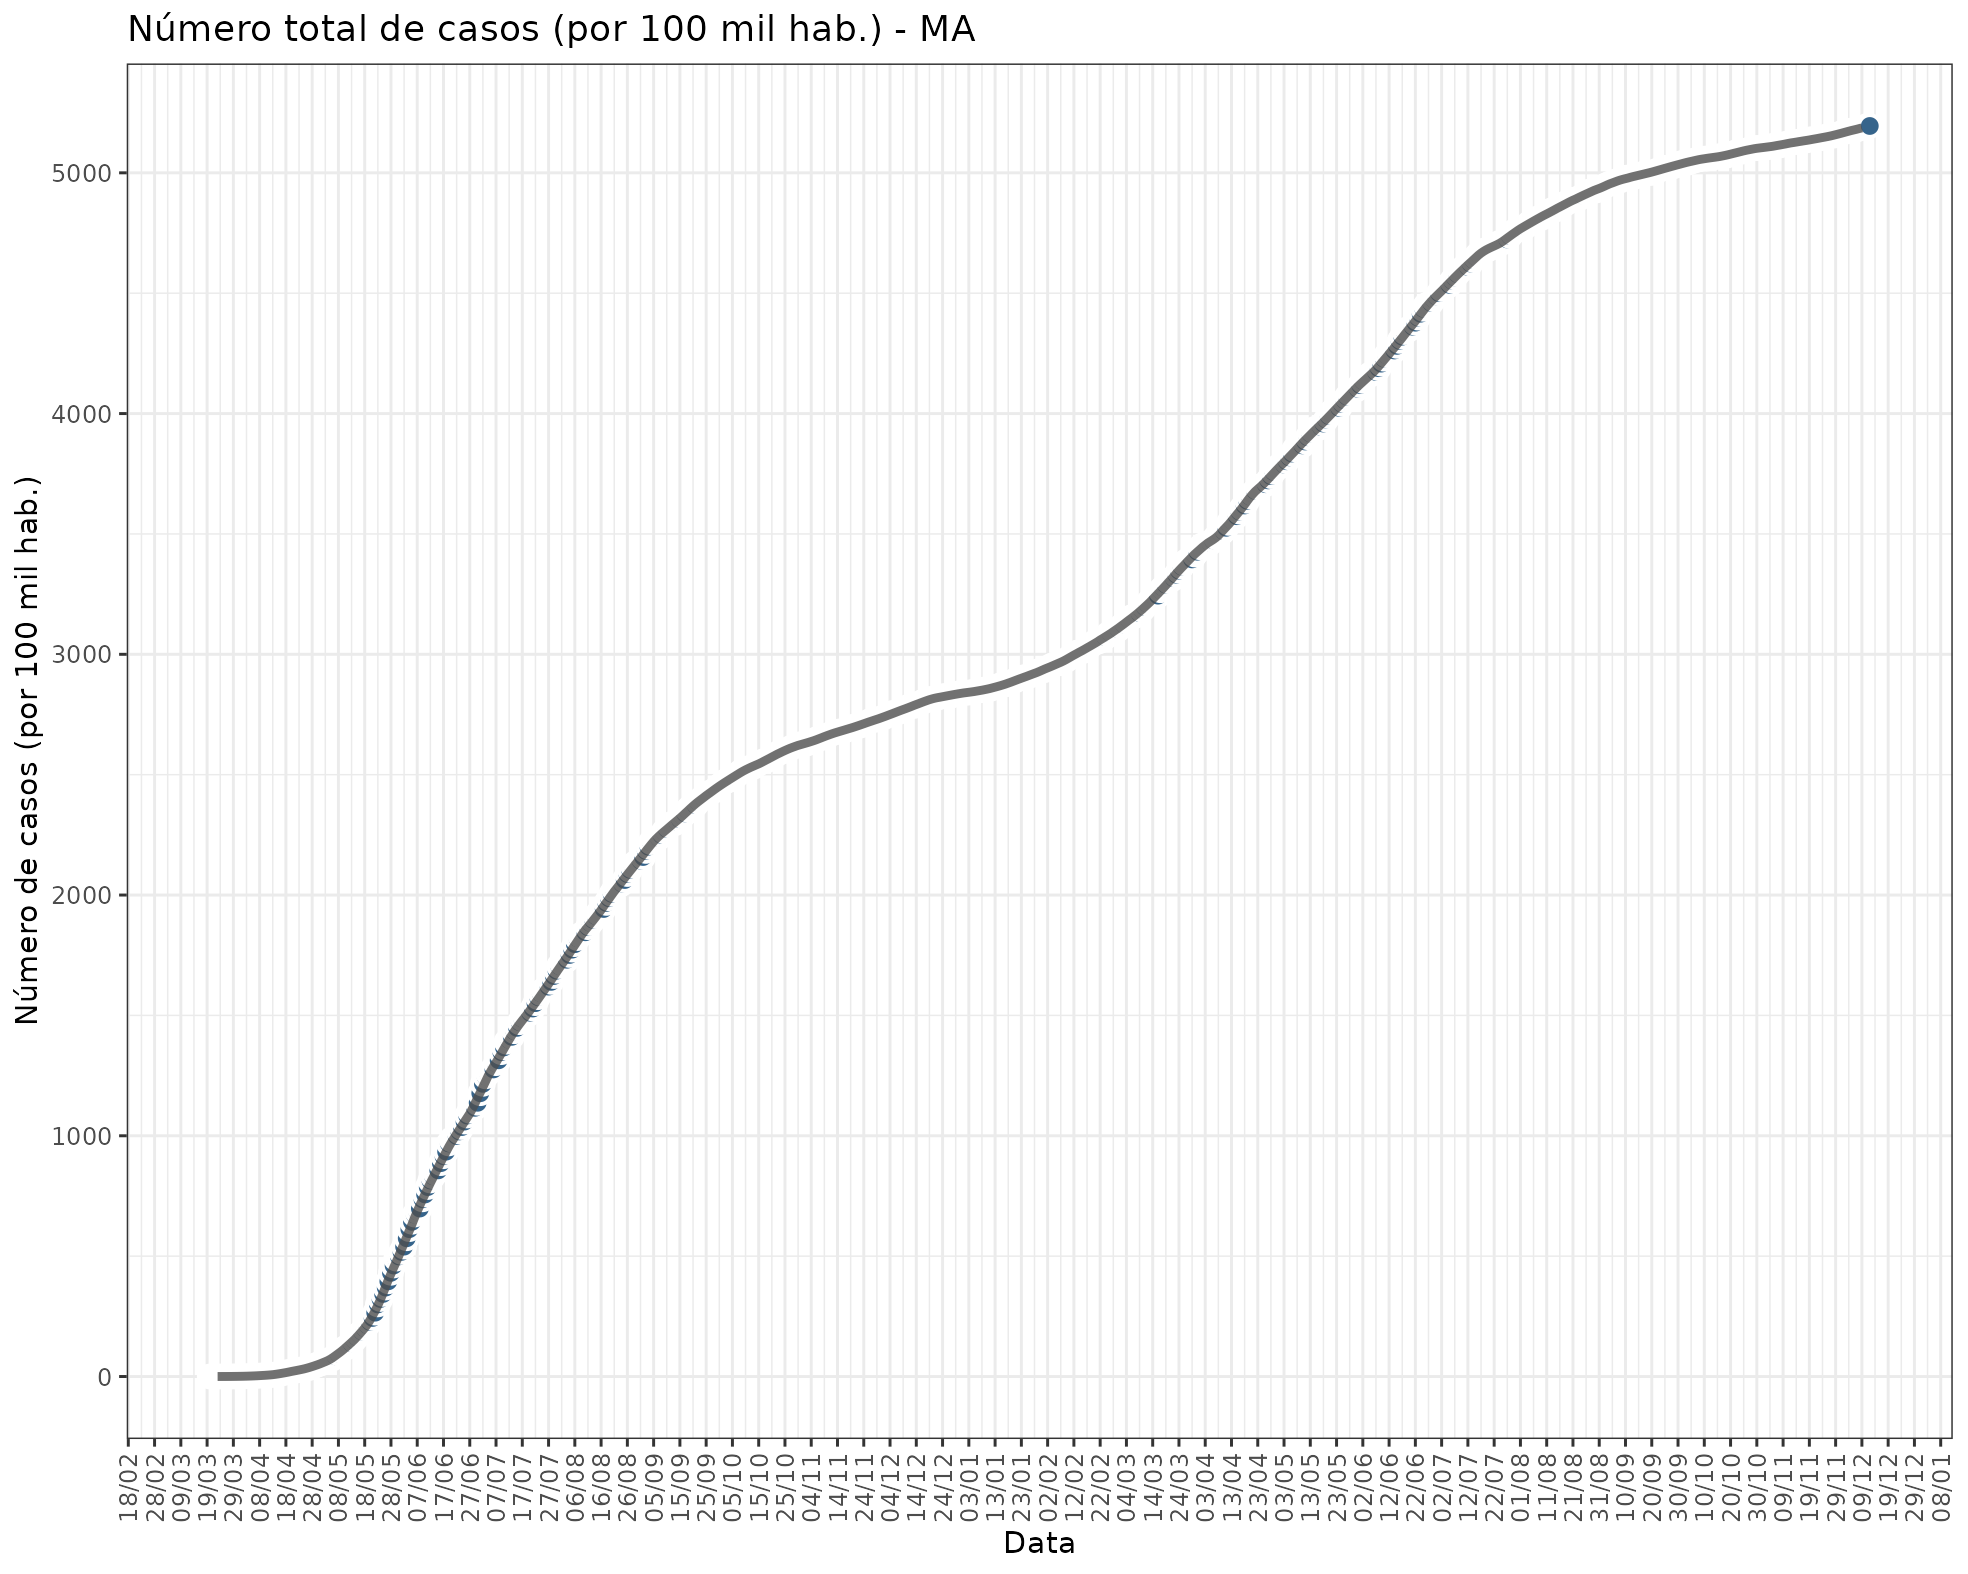 Número total de casos (por 100 mil hab.) - MA
Número de casos (por 100 mil hab.)
5000
4000
3000
2000
1000
0
18/02 28/02 09/03 19/03 29/03 08/04 18/04 28/04 08/05 18/05 28/05 07/06 17/06 27/06 07/07 17/07 27/07 06/08 16/08 26/08 05/09 15/09 25/09 05/10 15/10 25/10 04/11 14/11 24/11 04/12 14/12 24/12 03/01 13/01 23/01 02/02 12/02 22/02 04/03 14/03 24/03 03/04 13/04 23/04 03/05 13/05 23/05 02/06 12/06 22/06 02/07 12/07 22/07 01/08 11/08 21/08 31/08 10/09 20/09 30/09 10/10 20/10 30/10 09/11 19/11 29/11 09/12 19/12 29/12 08/01
Data